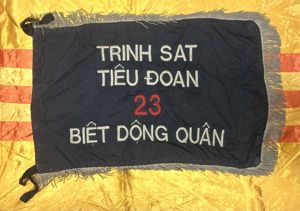 TRINH SAT
TIÊU ĐOAN
23
BIỆT DỘNG QUÂN